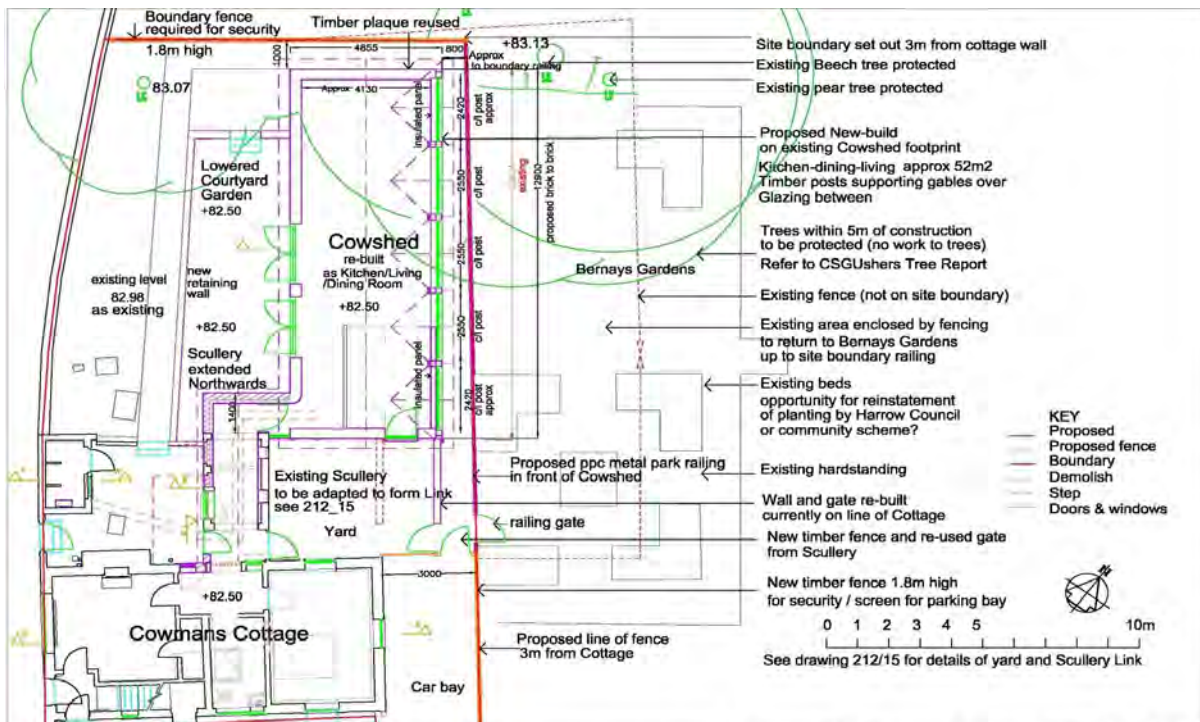 Boundary fence
required for security
1.8m high
Timber plaque reused
4855
800
1000
+83.13
Approx
to boundary railing
83.07
Approx
4130
insulated panel
2420
c/l post
approx
2550
c/l post
2550
c/l post
2550
c/l post
2420
c/l post
approx
existing
12900
proposed brick to brick
Lowered
Courtyard
Garden
+82.50
Cowshed
re-built
as Kitchen/Living
/Dining Room
+82.50
existing level
82.98
as existing
new
retaining
wall
+82.50
Scullery
extended
Northwards
1400
insulated panel
Bernays Gardens
Existing Scullery
to be adapted to form Link
see 212_15
Yard
Proposed ppc metal park railing
in front of Cowshed
railing gate
3000
+82.50
Cowmans Cottage
Proposed line of fence
3m from Cottage
Car bay
Site boundary set out 3m from cottage wall
Existing Beech tree protected
Existing pear tree protected
Proposed New-build
on existing Cowshed footprint
Kitchen-dining-living approx 52m2
Timber posts supporting gables over
Glazing between
Trees within 5m of construction
to be protected (no work to trees)
Refer to CSGUshers Tree Report
Existing fence (not on site boundary)
Existing area enclosed by fencing
to return to Bernays Gardens
up to site boundary railing
Existing beds
opportunity for reinstatement
of planting by Harrow Council
or community scheme?
Existing hardstanding
Wall and gate re-built
currently on line of Cottage
New timber fence and re-used gate
from Scullery
New timber fence 1.8m high
for security / screen for parking bay
KEY
Proposed
Proposed fence
Boundary
Demolish
Step
Doors & windows
N
0 1 2 3 4 5 10m
See drawing 212/15 for details of yard and Scullery Link